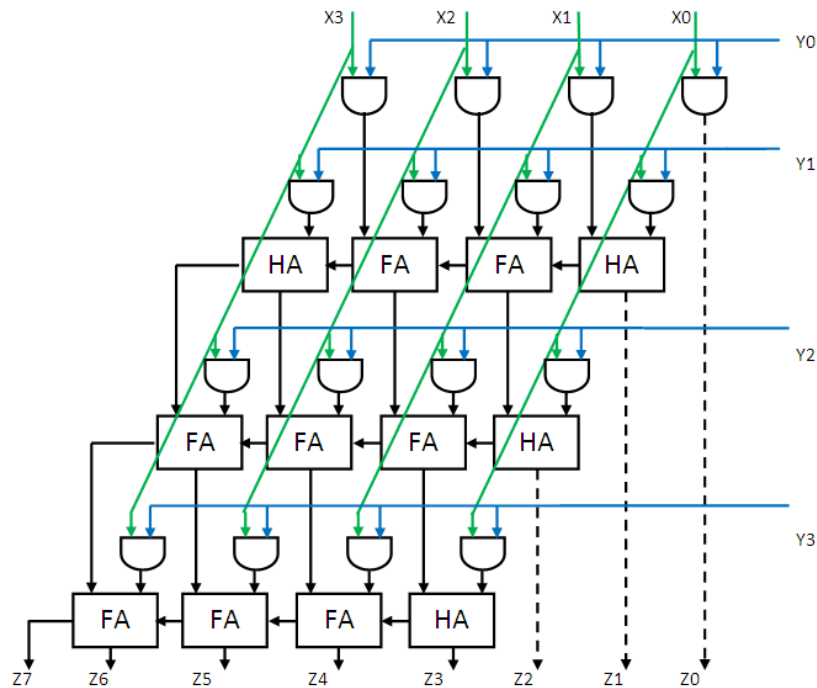 X3 X2 X1 X0
Y0
Y1
HA FA FA HA
Y2
FA FA FA HA
Y3
FA FA FA HA
Z7 Z6 Z5 Z4 Z3 Z2 Z1 Z0